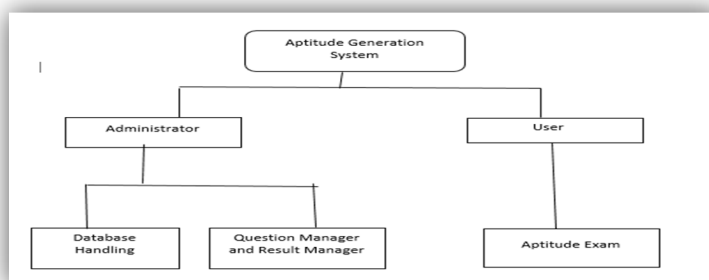 Aptitude Generation
System
Administrator
User
Database
Handling
Question Manager
and Result Manager
Aptitude Exam